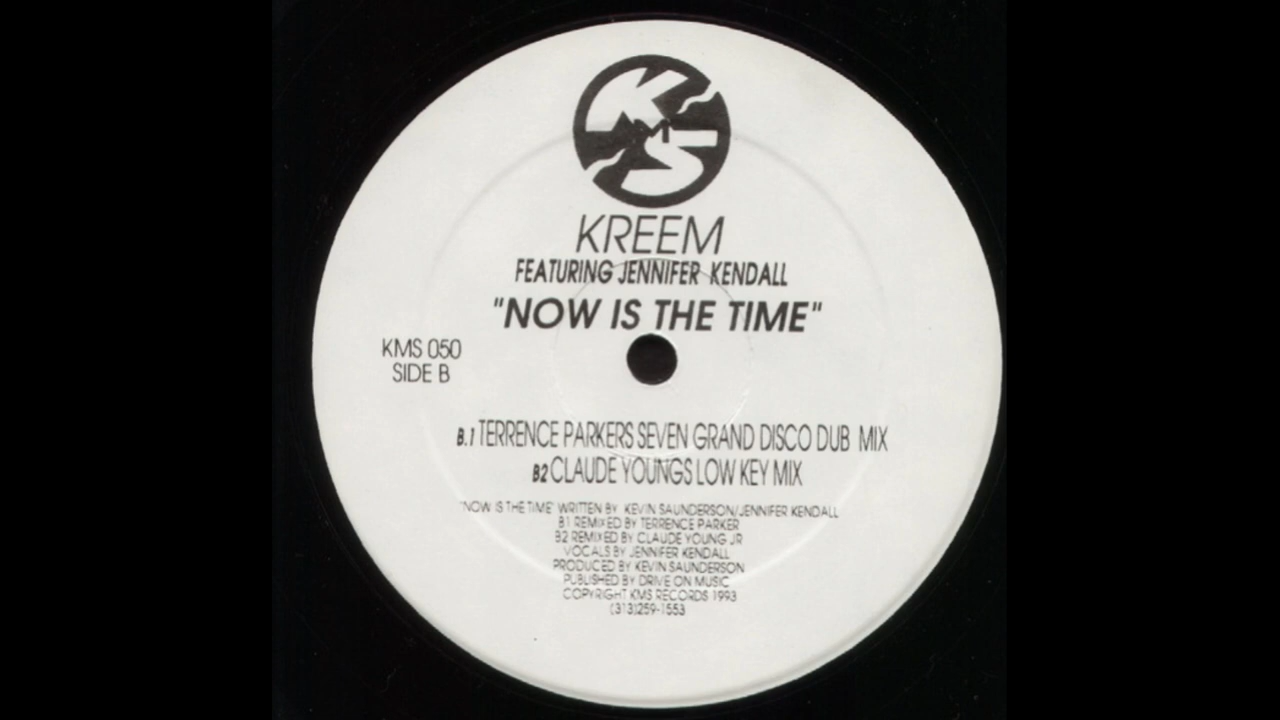 KMS
KREEM
FEATURING JENNIFER KENDALL
"NOW IS THE TIME"
KMS 050
SIDE B
B.1 TERRENCE PARKERS SEVEN GRAND DISCO DUB MIX
B2 CLAUDE YOUNGS LOW KEY MIX
"NOW IS THE TIME" WRITTEN BY KEVIN SAUNDERSON/JENNIFER KENDALL
B1 REMIXED BY TERRENCE PARKER
B2 REMIXED BY CLAUDE YOUNG JR
VOCALS BY JENNIFER KENDALL
PRODUCED BY KEVIN SAUNDERSON
PUBLISHED BY DRIVE ON MUSIC
COPYRIGHT KMS RECORDS 1993
(313)259-1553